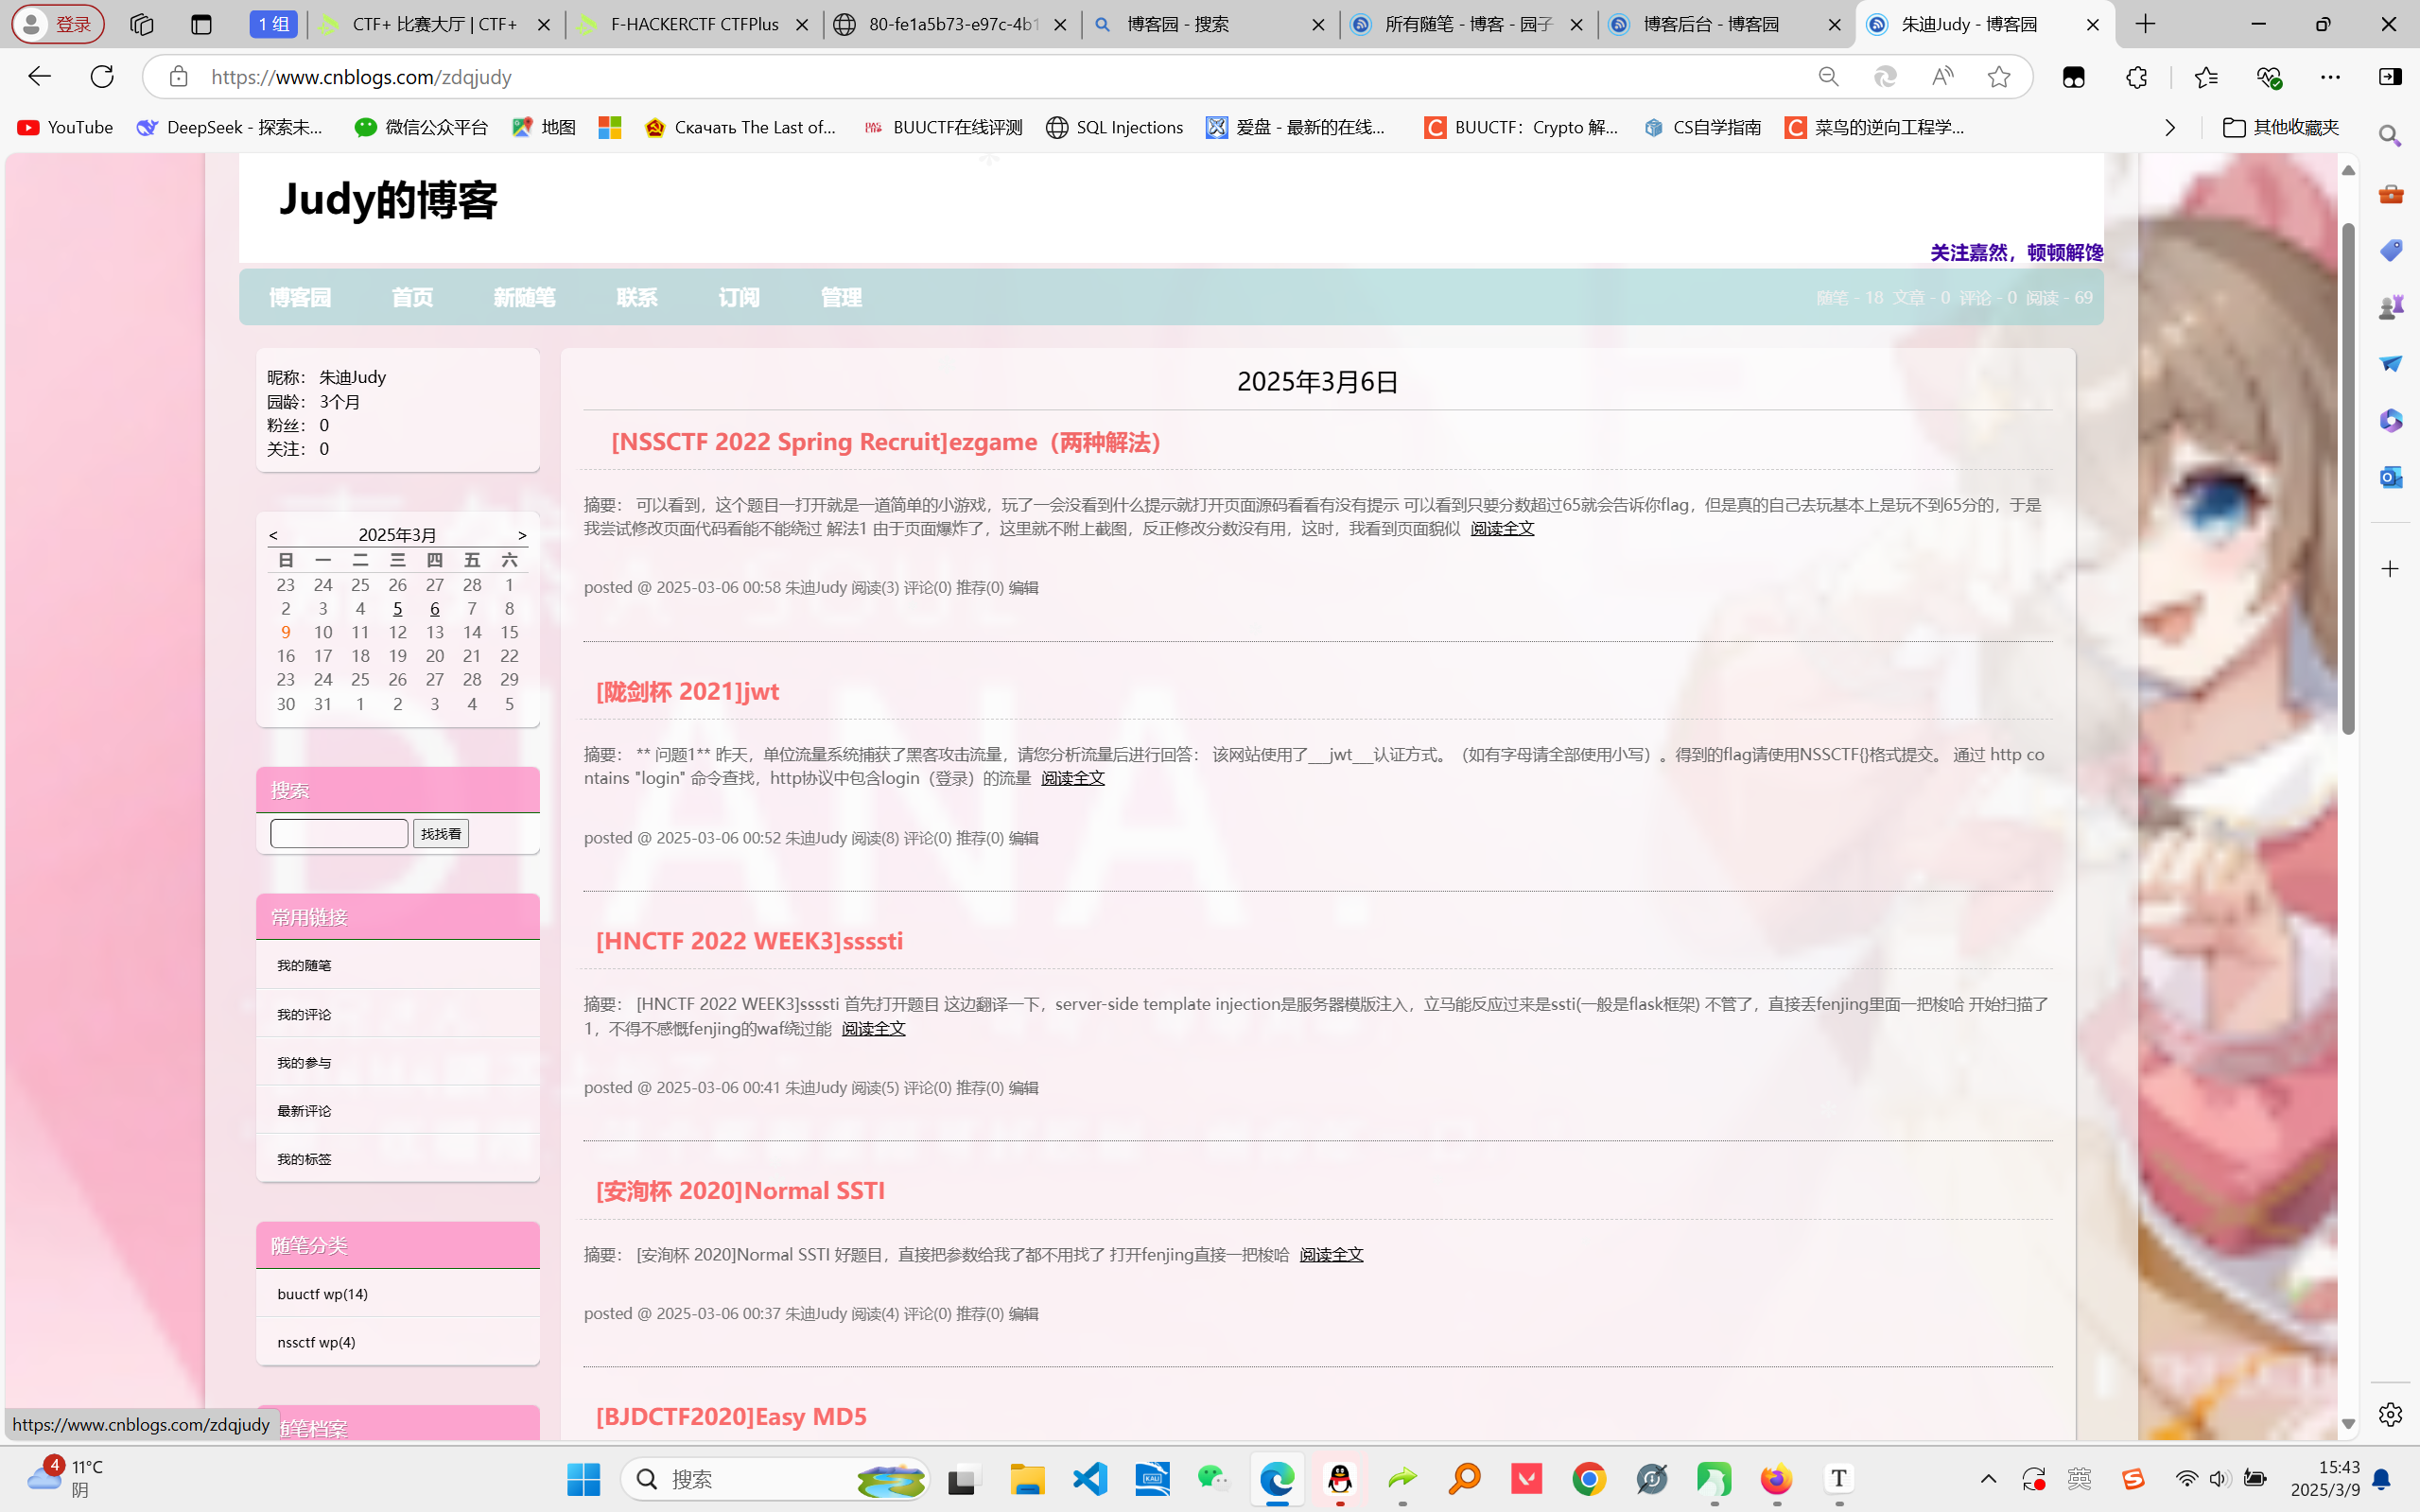 登录
1 组
CTF+ 比赛大厅 | CTF+
F-HACKERCTF CTFPlus
80-fe1a5b73-e97c-4b1
博客园 - 搜索
所有随笔 - 博客 - 园子
博客后台 - 博客园
朱迪Judy - 博客园
https://www.cnblogs.com/zdqjudy
YouTube
DeepSeek - 探索未...
微信公众平台
地图
Скачать The Last of...
BUUCTF在线评测
SQL Injections
爱盘 - 最新的在线...
BUUCTF：Crypto 解...
CS自学指南
菜鸟的逆向工程学...
其他收藏夹
Judy的博客
关注嘉然，顿顿解馋
博客园 首页 新随笔 联系 订阅 管理
随笔 - 18 文章 - 0 评论 - 0 阅读 - 69
昵称： 朱迪Judy
园龄： 3个月
粉丝： 0
关注： 0
< 2025年3月 >
日 一 二 三 四 五 六
23 24 25 26 27 28 1
2 3 4 5 6 7 8
9 10 11 12 13 14 15
16 17 18 19 20 21 22
23 24 25 26 27 28 29
30 31 1 2 3 4 5
搜索
找找看
常用链接
我的随笔
我的评论
我的参与
最新评论
我的标签
随笔分类
buuctf wp(14)
nssctf wp(4)
随笔档案
2025年3月6日
[NSSCTF 2022 Spring Recruit]ezgame（两种解法）
摘要： 可以看到，这个题目一打开就是一道简单的小游戏，玩了一会没看到什么提示就打开页面源码看看有没有提示 可以看到只要分数超过65就会告诉你flag，但是真的自己去玩基本上是玩不到65分的，于是
我尝试修改页面代码看能不能绕过 解法1 由于页面爆炸了，这里就不附上截图，反正修改分数没有用，这时，我看到页面貌似 阅读全文
posted @ 2025-03-06 00:58 朱迪Judy 阅读(3) 评论(0) 推荐(0) 编辑
[陇剑杯 2021]jwt
摘要： ** 问题1** 昨天，单位流量系统捕获了黑客攻击流量，请您分析流量后进行回答： 该网站使用了___jwt___认证方式。（如有字母请全部使用小写）。得到的flag请使用NSSCTF{}格式提交。 通过 http co
ntains "login" 命令查找，http协议中包含login（登录）的流量 阅读全文
posted @ 2025-03-06 00:52 朱迪Judy 阅读(8) 评论(0) 推荐(0) 编辑
[HNCTF 2022 WEEK3]ssssti
摘要： [HNCTF 2022 WEEK3]ssssti 首先打开题目 这边翻译一下，server-side template injection是服务器模版注入，立马能反应过来是ssti(一般是flask框架) 不管了，直接丢fenjing里面一把梭哈 开始扫描了
1，不得不感慨fenjing的waf绕过能 阅读全文
posted @ 2025-03-06 00:41 朱迪Judy 阅读(5) 评论(0) 推荐(0) 编辑
[安洵杯 2020]Normal SSTI
摘要： [安洵杯 2020]Normal SSTI 好题目，直接把参数给我了都不用找了 打开fenjing直接一把梭哈 阅读全文
posted @ 2025-03-06 00:37 朱迪Judy 阅读(4) 评论(0) 推荐(0) 编辑
[BJDCTF2020]Easy MD5
DIANA
https://www.cnblogs.com/zdqjudy
4
11°C
阴
搜索
英
15:43
2025/3/9